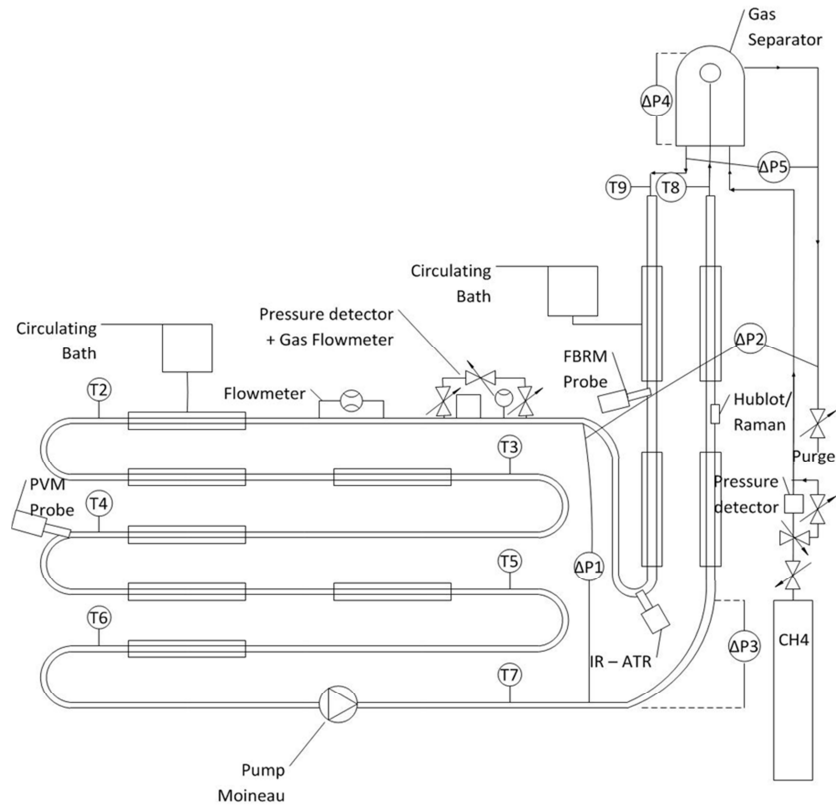 Gas
Separator
ΔP4
ΔP5
T9
T8
Circulating
Bath
Pressure detector
+ Gas Flowmeter
Circulating
Bath
ΔP2
FBRM
Probe
T2
Flowmeter
Hublot/
Raman
T3
Purge
PVM
Probe
T4
Pressure
detector
T5
ΔP1
T6
IR – ATR
ΔP3
CH4
T7
Pump
Moineau